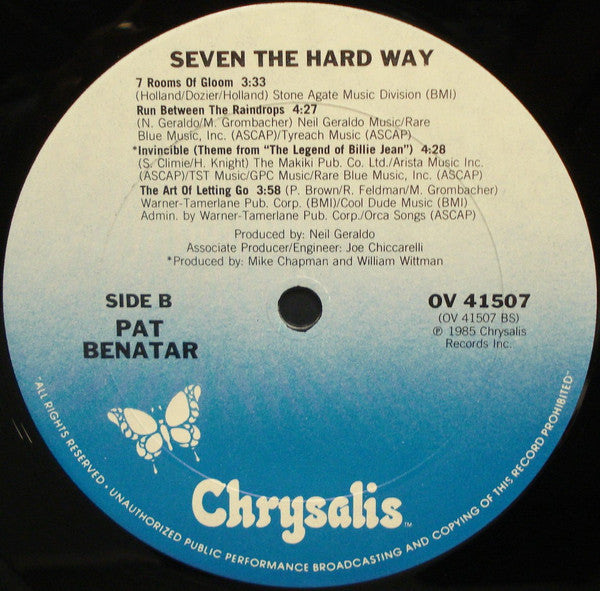 SEVEN THE HARD WAY
7 Rooms Of Gloom 3:33
(Holland/Dozier/Holland) Stone Agate Music Division (BMI)
Run Between The Raindrops 4:27
(N. Geraldo/M. Grombacher) Neil Geraldo Music/Rare
Blue Music, Inc. (ASCAP)/Tyreach Music (ASCAP)
*Invincible (Theme from "The Legend of Billie Jean") 4:28
(S. Climie/H. Knight) The Makiki Pub. Co. Ltd./Arista Music Inc.
(ASCAP)/TST Music/GPC Music/Rare Blue Music, Inc. (ASCAP)
The Art Of Letting Go 3:58 (P. Brown/R. Feldman/M. Grombacher)
Warner-Tamerlane Pub. Corp. (BMI)/Cool Dude Music (BMI)
Admin. by Warner-Tamerlane Pub. Corp./Orca Songs (ASCAP)
Produced by: Neil Geraldo
Associate Producer/Engineer: Joe Chiccarelli
*Produced by: Mike Chapman and William Wittman
SIDE B
PAT
BENATAR
OV 41507
(OV 41507 BS)
℗ 1985 Chrysalis
Records Inc.
Chrysalis™
"ALL RIGHTS RESERVED · UNAUTHORIZED PUBLIC PERFORMANCE BROADCASTING AND COPYING OF THIS RECORD PROHIBITED"